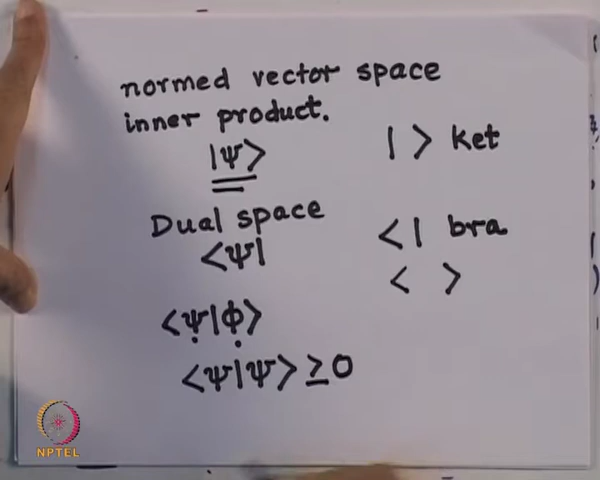 normed vector space
inner product.
|Ψ>
| > ket
Dual space
<Ψ|
<| bra
< >
<Ψ|Φ>
<Ψ|Ψ> ≥ 0
NPTEL